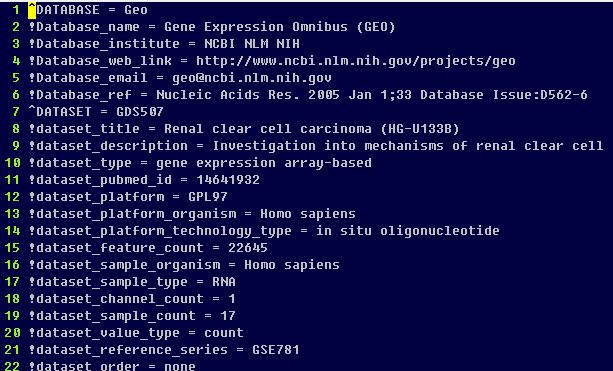 1 ^DATABASE = Geo
2 !Database_name = Gene Expression Omnibus (GEO)
3 !Database_institute = NCBI NLM NIH
4 !Database_web_link = http://www.ncbi.nlm.nih.gov/projects/geo
5 !Database_email = geo@ncbi.nlm.nih.gov
6 !Database_ref = Nucleic Acids Res. 2005 Jan 1;33 Database Issue:D562-6
7 ^DATASET = GDS507
8 !dataset_title = Renal clear cell carcinoma (HG-U133B)
9 !dataset_description = Investigation into mechanisms of renal clear cell
10 !dataset_type = gene expression array-based
11 !dataset_pubmed_id = 14641932
12 !dataset_platform = GPL97
13 !dataset_platform_organism = Homo sapiens
14 !dataset_platform_technology_type = in situ oligonucleotide
15 !dataset_feature_count = 22645
16 !dataset_sample_organism = Homo sapiens
17 !dataset_sample_type = RNA
18 !dataset_channel_count = 1
19 !dataset_sample_count = 17
20 !dataset_value_type = count
21 !dataset_reference_series = GSE781
22 !dataset_order = none